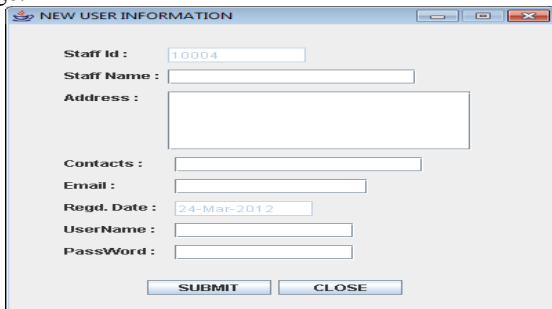 NEW USER INFORMATION
Staff Id : 10004
Staff Name :
Address :
Contacts :
Email :
Regd. Date : 24-Mar-2012
UserName :
PassWord :
SUBMIT CLOSE